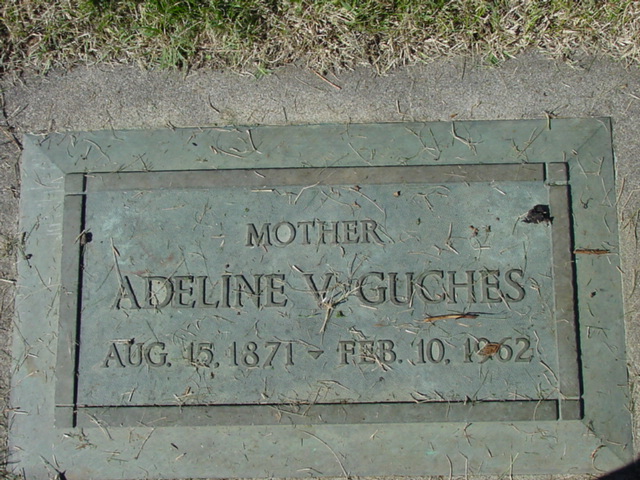 MOTHER
ADELINE V. GUCHES
AUG. 15, 1871 - FEB. 10, 1962